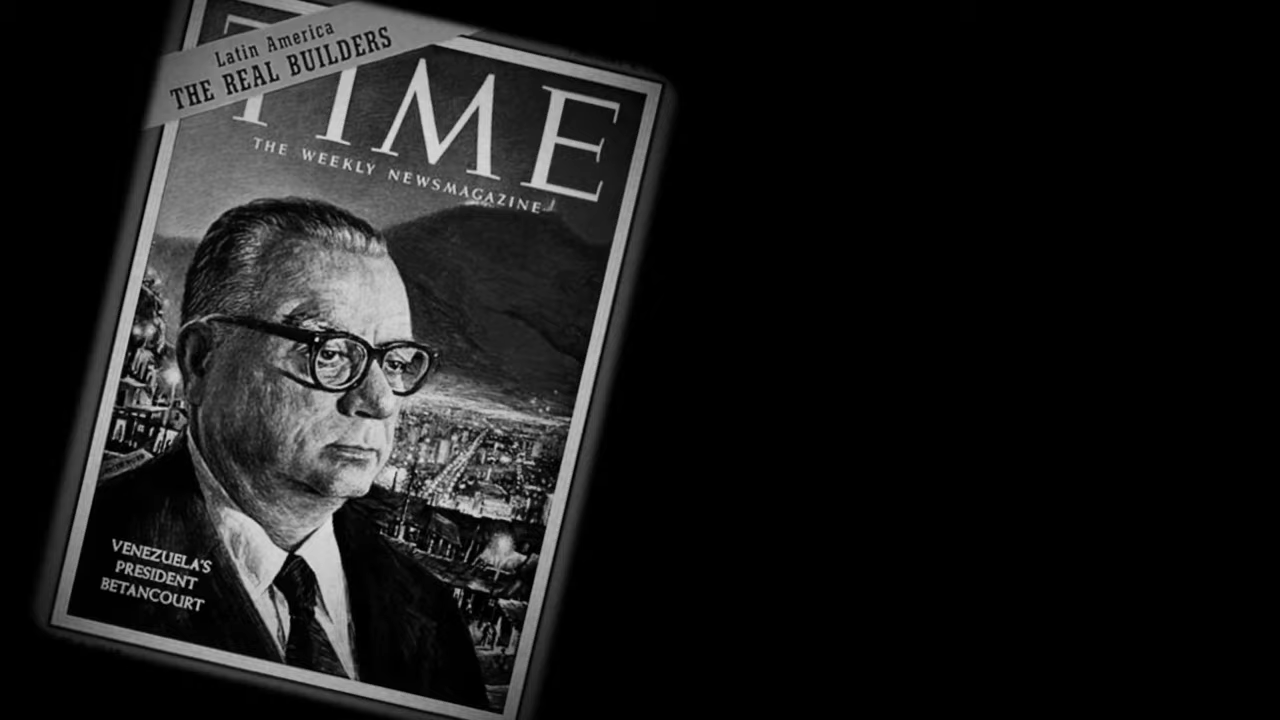 Latin America
THE REAL BUILDERS
TIME
THE WEEKLY NEWSMAGAZINE
VENEZUELA'S
PRESIDENT
BETANCOURT